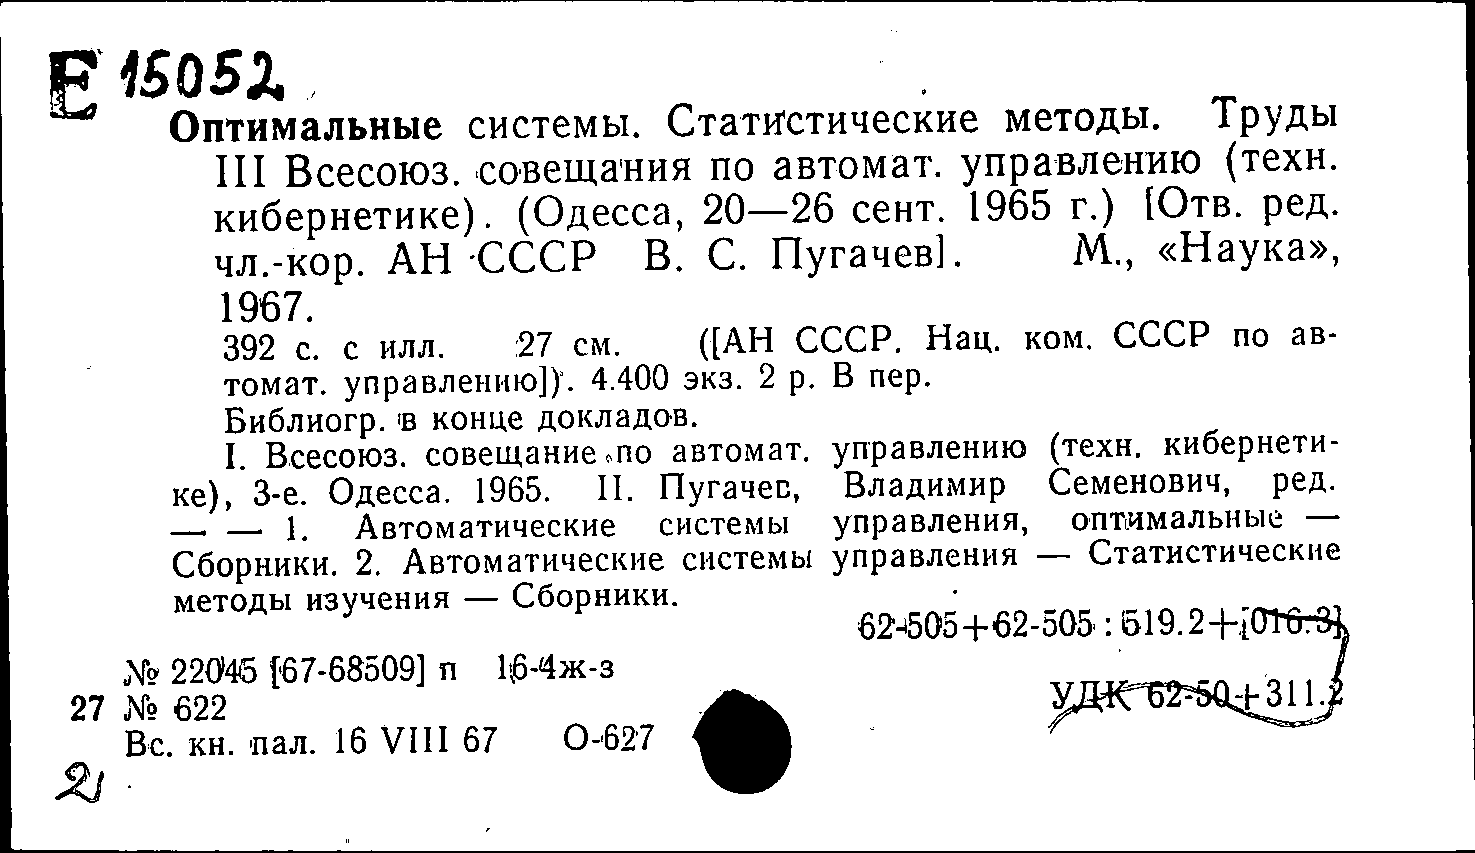 Е 15052
Оптимальные системы. Статистические методы. Труды
III Всесоюз. совещания по автомат. управлению (техн.
кибернетике). (Одесса, 20—26 сент. 1965 г.) [Отв. ред.
чл.-кор. АН СССР В. С. Пугачев]. М., «Наука»,
1967.
392 с. с илл. 27 см. ([АН СССР. Нац. ком. СССР по ав-
томат. управлению]). 4.400 экз. 2 р. В пер.
Библиогр. в конце докладов.
I. Всесоюз. совещание по автомат. управлению (техн. кибернети-
ке), 3-е. Одесса. 1965. II. Пугачев, Владимир Семенович, ред.
— — 1. Автоматические системы управления, оптимальные —
Сборники. 2. Автоматические системы управления — Статистические
методы изучения — Сборники.
62-505+62-505 : 519.2+[016.3]
№ 22045 [67-68509] п 16-4ж-з
УДК 62-50+311.2
27 № 622
Вс. кн. пал. 16 VIII 67 О-627
2